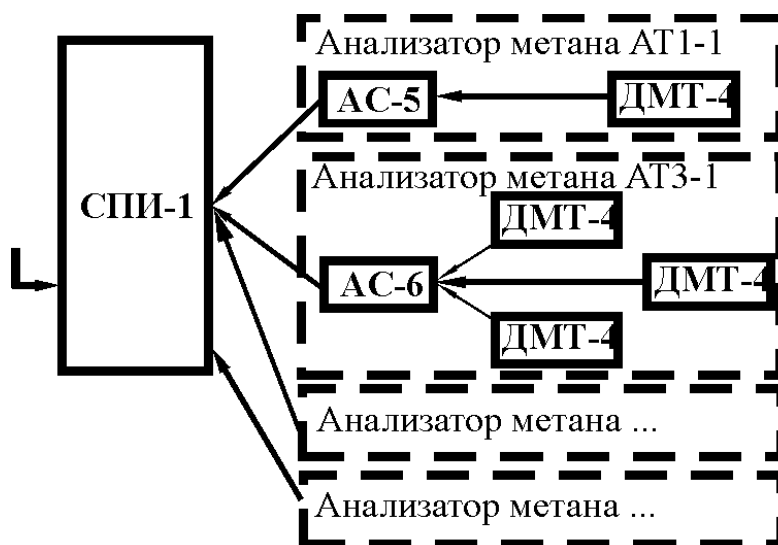 Анализатор метана АТ1-1
АС-5
ДМТ-4
Анализатор метана АТ3-1
СПИ-1
ДМТ-4
АС-6
ДМТ-4
ДМТ-4
Анализатор метана ...
Анализатор метана ...